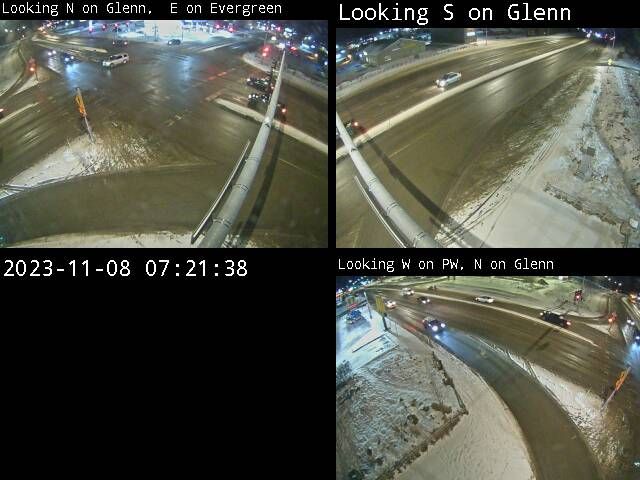 Looking N on Glenn,  E on Evergreen
Looking S on Glenn
2023-11-08 07:21:38
Looking W on PW, N on Glenn